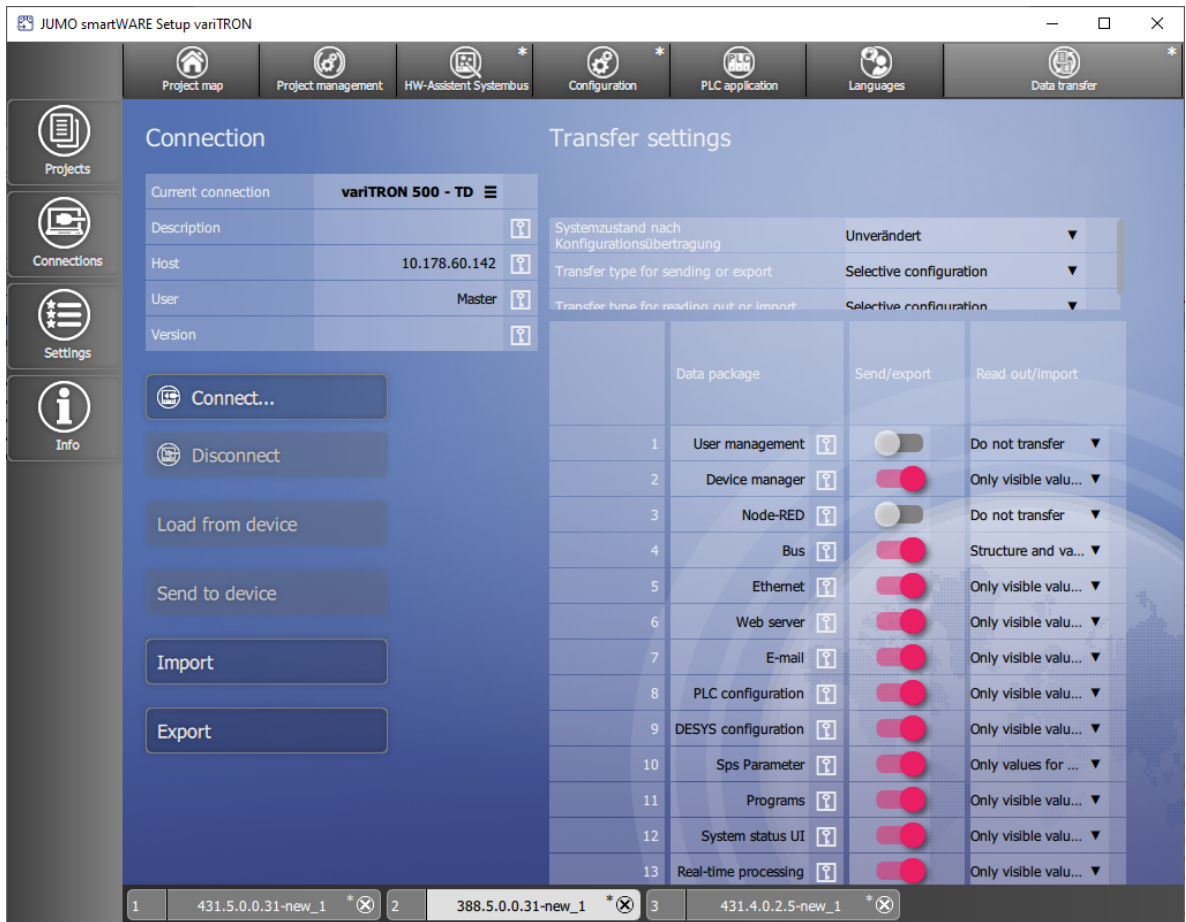 JUMO smartWARE Setup variTRON
Project map
Project management
HW-Assistent Systembus
*
Configuration
*
PLC application
Languages
Data transfer
*
Projects
Connections
Settings
Info
Connection
Current connection variTRON 500 - TD
Description
Host 10.178.60.142
User Master
Version
Connect...
Disconnect
Load from device
Send to device
Import
Export
Transfer settings
Systemzustand nach
Konfigurationsübertragung
Unverändert
Transfer type for sending or export Selective configuration
Transfer type for reading out or import Selective configuration
Data package Send/export Read out/import
1 User management Do not transfer
2 Device manager Only visible valu...
3 Node-RED Do not transfer
4 Bus Structure and va...
5 Ethernet Only visible valu...
6 Web server Only visible valu...
7 E-mail Only visible valu...
8 PLC configuration Only visible valu...
9 DESYS configuration Only visible valu...
10 Sps Parameter Only values for ...
11 Programs Only visible valu...
12 System status UI Only visible valu...
13 Real-time processing Only visible valu...
1 431.5.0.0.31-new_1 *
2 388.5.0.0.31-new_1 *
3 431.4.0.2.5-new_1 *